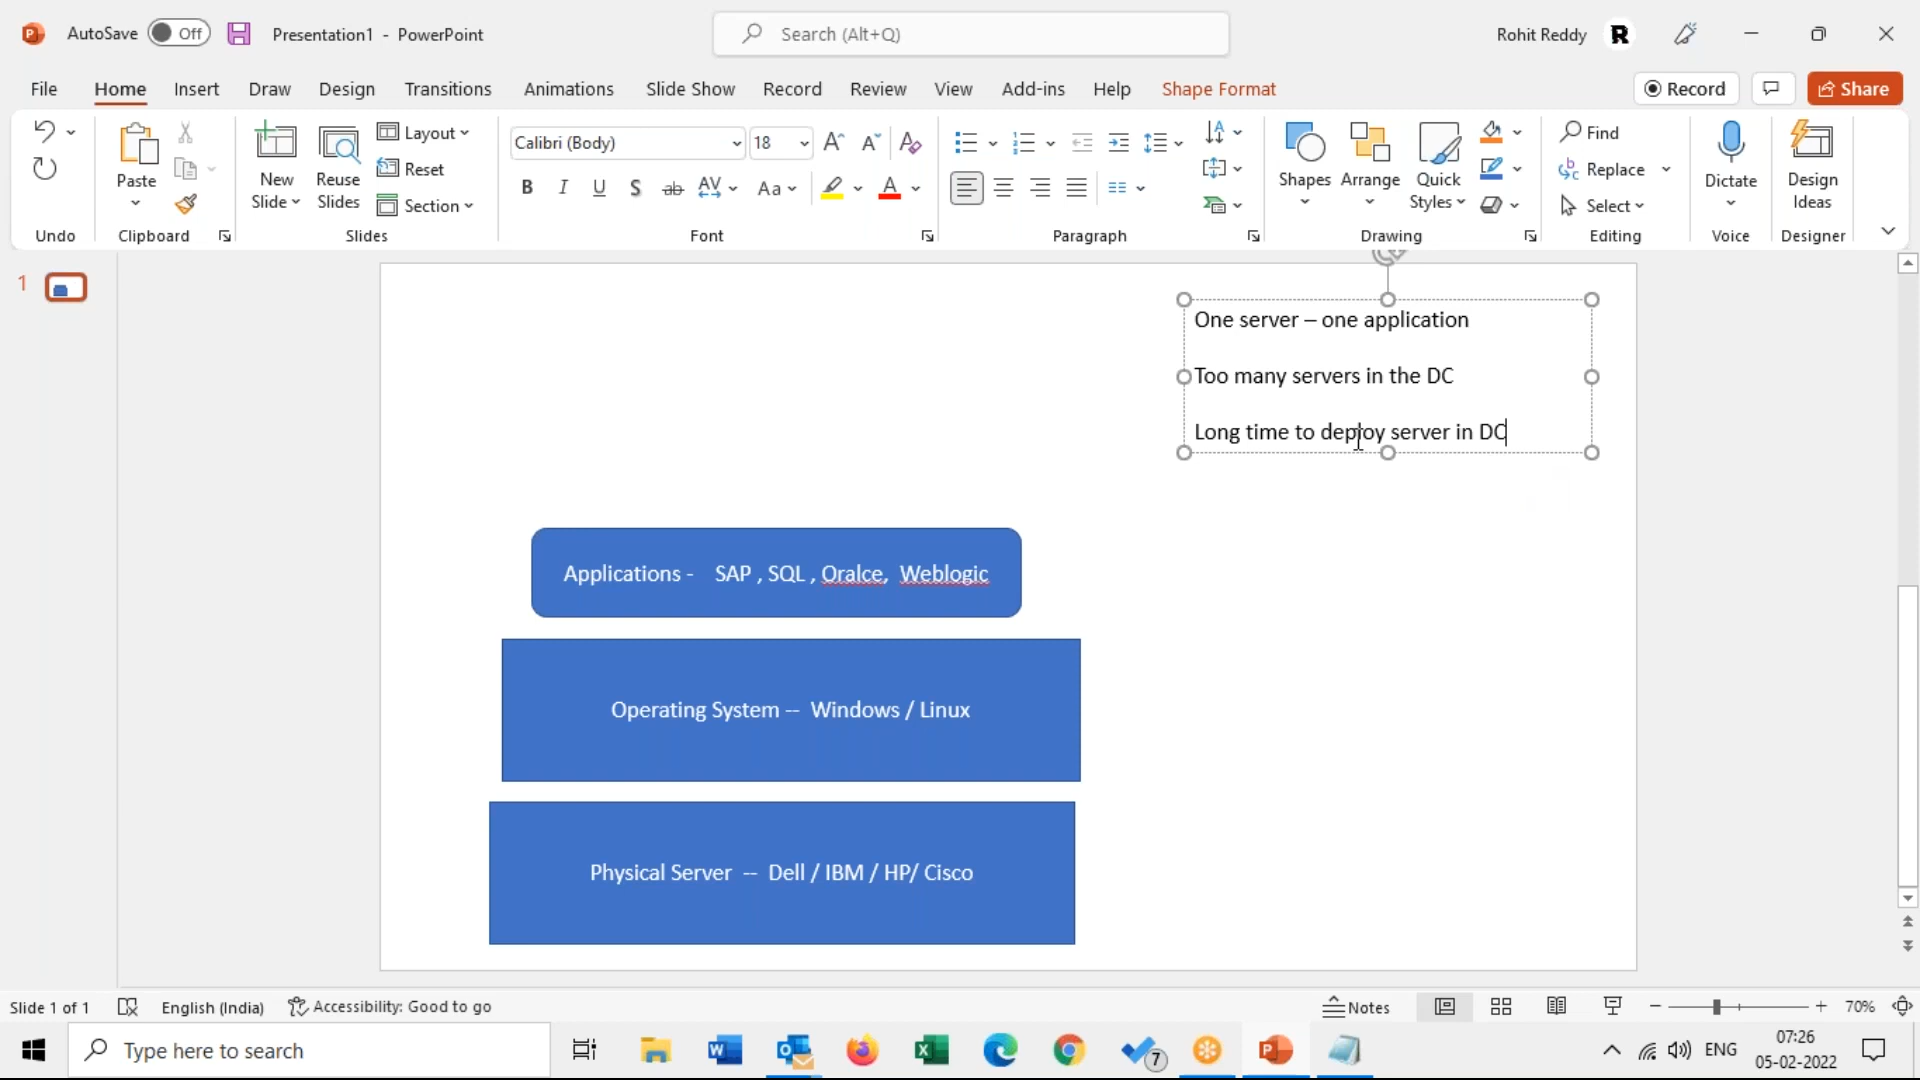 AutoSave Off Presentation1 - PowerPoint Search (Alt+Q) Rohit Reddy
File Home Insert Draw Design Transitions Animations Slide Show Record Review View Add-ins Help Shape Format Record Share
Paste
New Slide
Reuse Slides
Layout
Reset
Section
Calibri (Body) 18
Shapes
Arrange
Quick Styles
Find
Replace
Select
Dictate
Design Ideas
Undo Clipboard Slides Font Paragraph Drawing Editing Voice Designer
1
One server – one application
Too many servers in the DC
Long time to deploy server in DC
Applications - SAP , SQL , Oralce, Weblogic
Operating System -- Windows / Linux
Physical Server -- Dell / IBM / HP/ Cisco
Slide 1 of 1 English (India) Accessibility: Good to go Notes 70%
Type here to search 7 ENG 07:26
05-02-2022